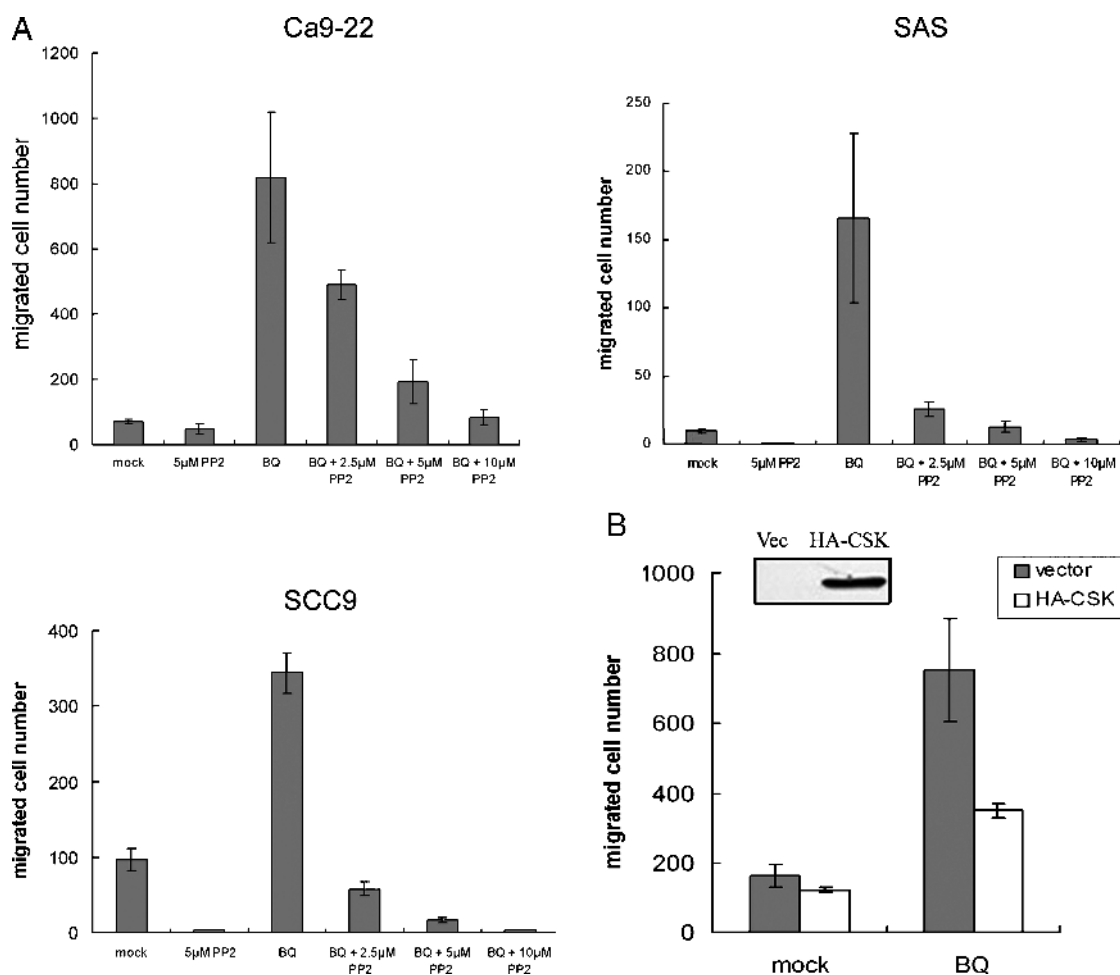 A
Ca9-22
migrated cell number
1200
1000
800
600
400
200
0
mock 5μM PP2 BQ BQ + 2.5μM PP2 BQ + 5μM PP2 BQ + 10μM PP2
SAS
migrated cell number
250
200
150
100
50
0
mock 5μM PP2 BQ BQ + 2.5μM PP2 BQ + 5μM PP2 BQ + 10μM PP2
SCC9
migrated cell number
400
300
200
100
0
mock 5μM PP2 BQ BQ + 2.5μM PP2 BQ + 5μM PP2 BQ + 10μM PP2
B
Vec HA-CSK
vector
HA-CSK
migrated cell number
1000
800
600
400
200
0
mock BQ